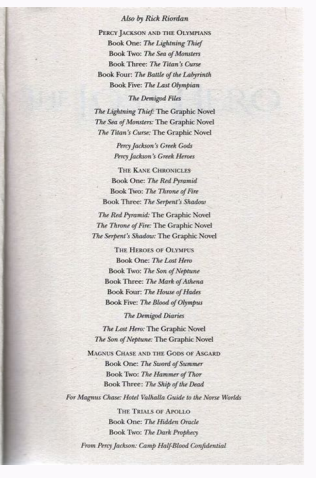 Also by Rick Riordan
PERCY JACKSON AND THE OLYMPIANS
Book One: The Lightning Thief
Book Two: The Sea of Monsters
Book Three: The Titan's Curse
Book Four: The Battle of the Labyrinth
Book Five: The Last Olympian
The Demigod Files
The Lightning Thief: The Graphic Novel
The Sea of Monsters: The Graphic Novel
The Titan's Curse: The Graphic Novel
Percy Jackson's Greek Gods
Percy Jackson's Greek Heroes
THE KANE CHRONICLES
Book One: The Red Pyramid
Book Two: The Throne of Fire
Book Three: The Serpent's Shadow
The Red Pyramid: The Graphic Novel
The Throne of Fire: The Graphic Novel
The Serpent's Shadow: The Graphic Novel
THE HEROES OF OLYMPUS
Book One: The Lost Hero
Book Two: The Son of Neptune
Book Three: The Mark of Athena
Book Four: The House of Hades
Book Five: The Blood of Olympus
The Demigod Diaries
The Lost Hero: The Graphic Novel
The Son of Neptune: The Graphic Novel
MAGNUS CHASE AND THE GODS OF ASGARD
Book One: The Sword of Summer
Book Two: The Hammer of Thor
Book Three: The Ship of the Dead
For Magnus Chase: Hotel Valhalla Guide to the Norse Worlds
THE TRIALS OF APOLLO
Book One: The Hidden Oracle
Book Two: The Dark Prophecy
From Percy Jackson: Camp Half-Blood Confidential